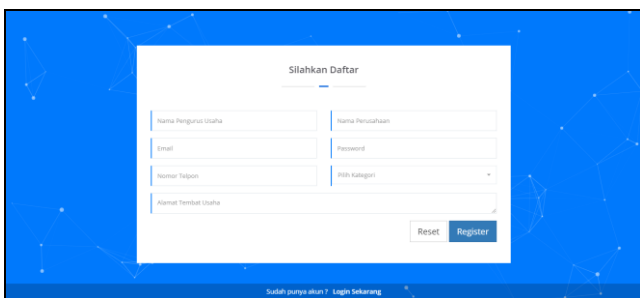 Silahkan Daftar
Nama Pengurus Usaha
Nama Perusahaan
Email
Password
Nomor Telpon
Pilih Kategori
Alamat Tembat Usaha
Reset Register
Sudah punya akun ? Login Sekarang